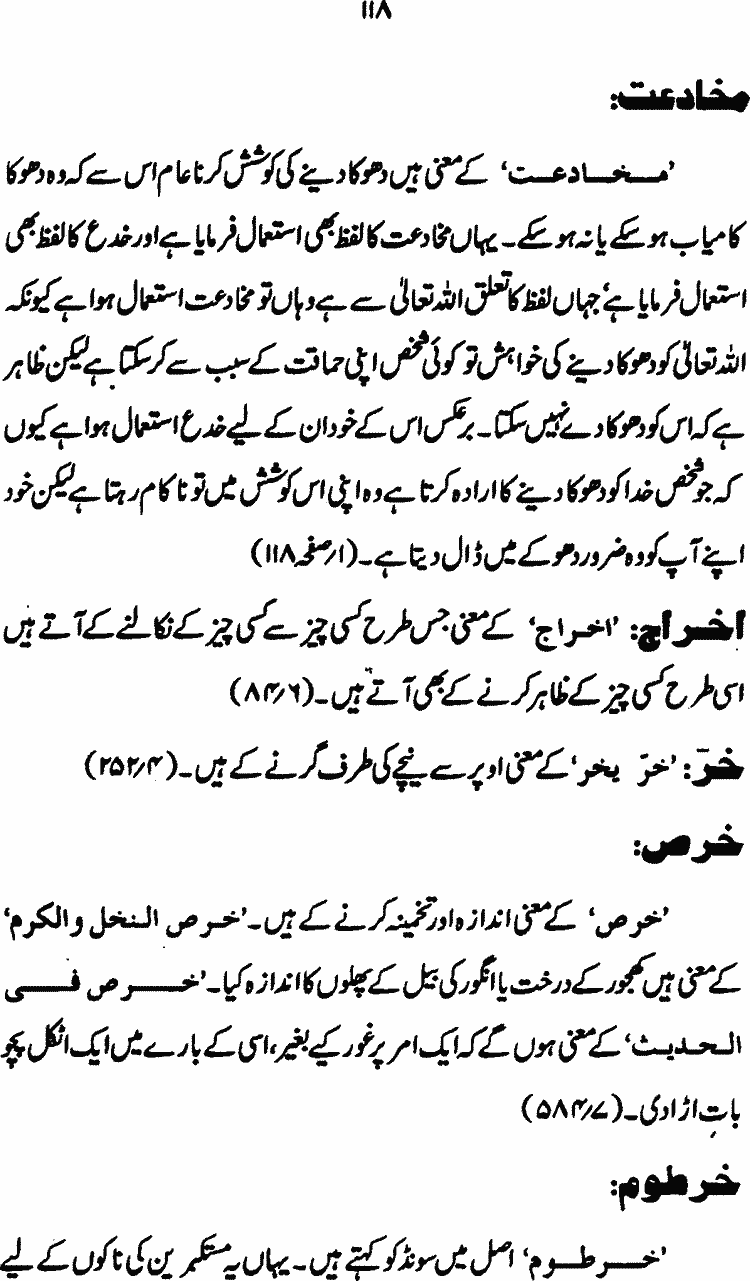 ۱۱۸
مخادعت:
’مخادعت‘ کے معنی ہیں دھوکا دینے کی کوشش کرنا عام اس سے کہ وہ دھوکا
کامیاب ہو سکے یا نہ ہو سکے۔ یہاں مخادعت کا لفظ بھی استعمال فرمایا ہے اور خدع کا لفظ بھی
استعمال فرمایا ہے‘ جہاں لفظ کا تعلق اللہ تعالیٰ سے ہے وہاں تو مخادعت استعمال ہوا ہے کیونکہ
اللہ تعالیٰ کو دھوکا دینے کی خواہش تو کوئی شخص اپنی حماقت کے سبب سے کر سکتا ہے لیکن ظاہر
ہے کہ اس کو دھوکا دے نہیں سکتا۔ برعکس اس کے خود ان کے لیے خدع استعمال ہوا ہے کیوں
کہ جو شخص خدا کو دھوکا دینے کا ارادہ کرتا ہے وہ اپنی اس کوشش میں تو ناکام رہتا ہے لیکن خود
اپنے آپ کو وہ ضرور دھوکے میں ڈال دیتا ہے۔ (۱؍صفحہ ۱۱۸)
اخراج: ’اخراج‘ کے معنی جس طرح کسی چیز سے کسی چیز کے نکالنے کے آتے ہیں
اسی طرح کسی چیز کے ظاہر کرنے کے بھی آتے ہیں۔ (۶؍۸۴)
خرّ: ’خرّ یخر‘ کے معنی اوپر سے نیچے کی طرف گرنے کے ہیں۔ (۴؍۲۵۲)
خرص:
’خرص‘ کے معنی اندازہ اور تخمینہ کرنے کے ہیں۔ ’خرص النخل والکرم‘
کے معنی ہیں کھجور کے درخت یا انگور کی بیل کے پھلوں کا اندازہ کیا۔ ’خرص فی
الحدیث‘ کے معنی ہوں گے کہ ایک امر پر غور کیے بغیر، اسی کے بارے میں ایک اٹکل پچو
بات اڑا دی۔ (۷؍۵۸۴)
خرطوم:
’خرطوم‘ اصل میں سونڈ کو کہتے ہیں۔ یہاں یہ مستکبرین کی ناکوں کے لیے